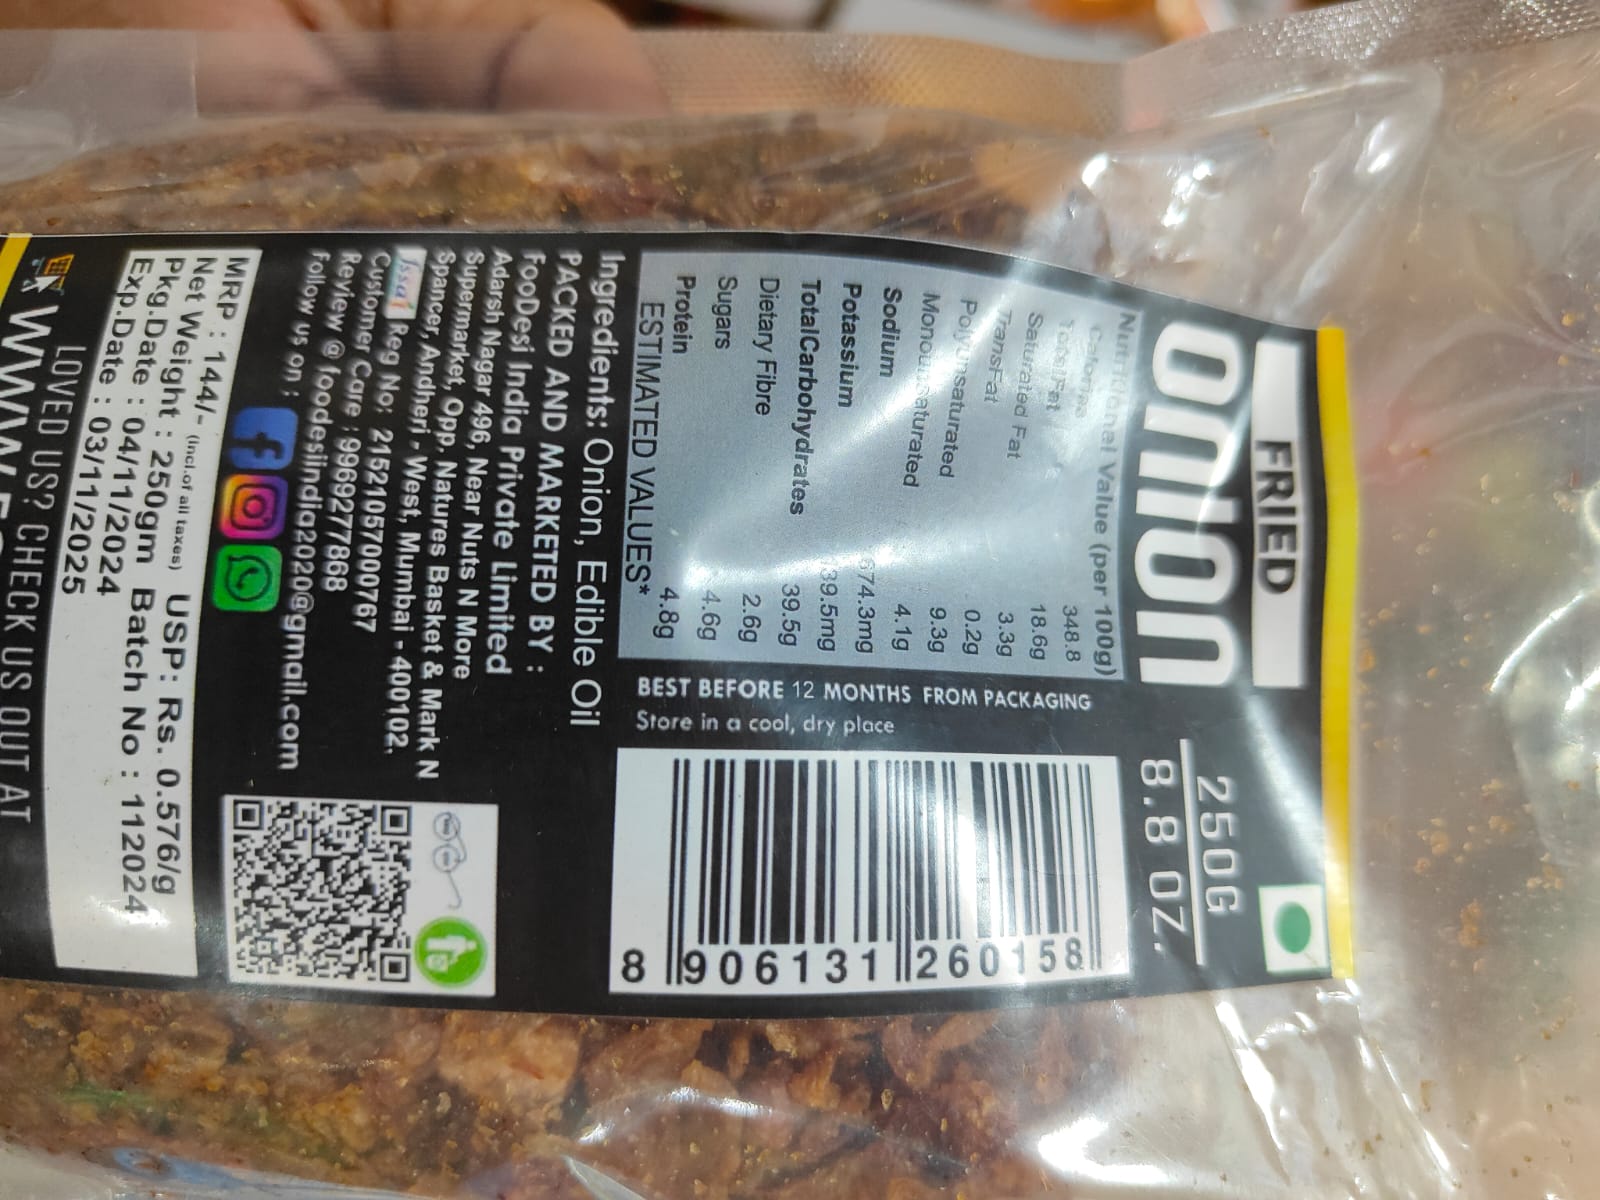 FRIED
onion
250G
8.8 OZ.
Nutritional Value (per 100g)
Calories 348.8
TotalFat 18.6g
Saturated Fat 3.3g
TransFat 0.2g
Polyunsaturated 9.3g
Monounsaturated 4.1g
Sodium 674.3mg
Potassium 39.5mg
TotalCarbohydrates 39.5g
Dietary Fibre 2.6g
Sugars 4.6g
Protein 4.8g
ESTIMATED VALUES*
BEST BEFORE 12 MONTHS FROM PACKAGING
Store in a cool, dry place
8 906131 260158
Ingredients: Onion, Edible Oil
PACKED AND MARKETED BY :
FooDesi India Private Limited
Adarsh Nagar 496, Near Nuts N More
Supermarket, Opp, Natures Basket & Mark N
Spancer, Andheri - West, Mumbai - 400102.
fssai Reg No: 21521057000767
Customer Care : 9969277868
Review @ foodesiindia2020@gmail.com
Follow us on :
MRP : 144/- (incl.of all taxes) USP: Rs. 0.576/g
Net Weight : 250gm Batch No : 112024
Pkg.Date : 04/11/2024
Exp.Date : 03/11/2025
LOVED US? CHECK US OUT AT